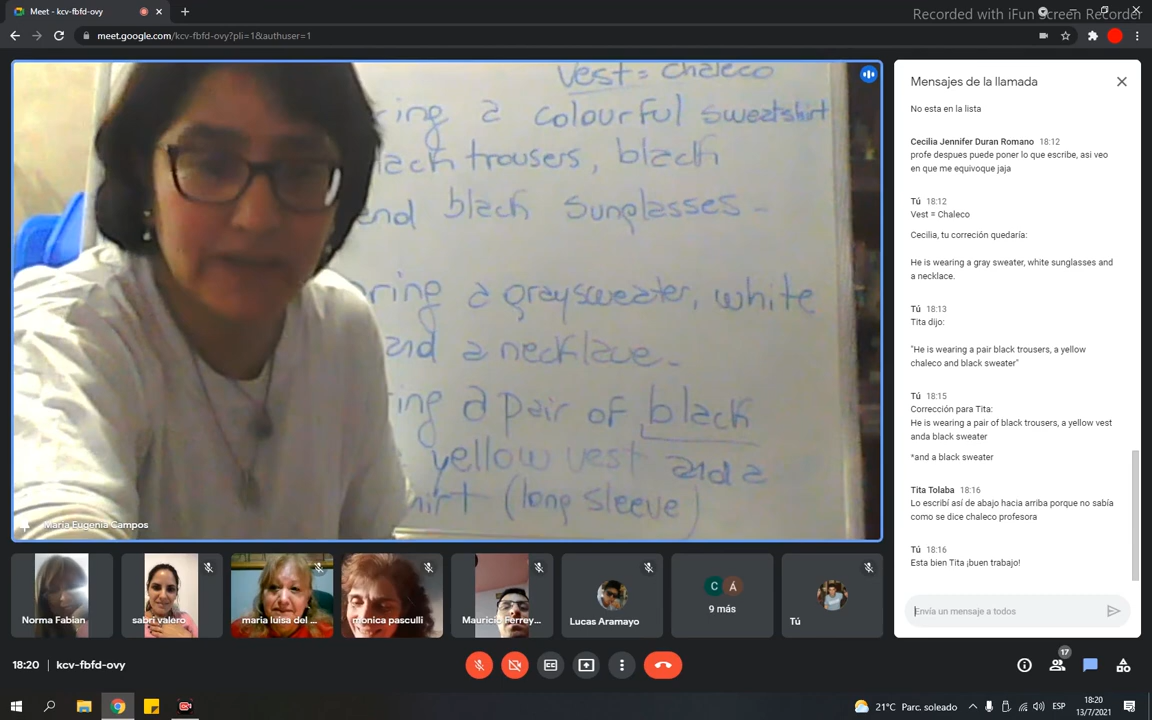 Meet - kcv-fbfd-ovy
Recorded with iFun Screen Recorder
meet.google.com/kcv-fbfd-ovy?pli=1&authuser=1
vest = chaleco
ring a colourful sweatshirt
lach trousers, black
end black sunglasses -
ring a graysweater, white
and a necklace -
ing a pair of black
yellow vest and a
hirt (long sleeve)
Maria Eugenia Campos
Mensajes de la llamada
No esta en la lista
Cecilia Jennifer Duran Romano 18:12
profe despues puede poner lo que escribe, asi veo
en que me equivoque jaja
Tú 18:12
Vest = Chaleco
Cecilia, tu correción quedaría:
He is wearing a gray sweater, white sunglasses and
a necklace.
Tú 18:13
Tita dijo:
"He is wearing a pair black trousers, a yellow
chaleco and black sweater"
Tú 18:15
Corrección para Tita:
He is wearing a pair of black trousers, a yellow vest
anda black sweater
*and a black sweater
Tita Tolaba 18:16
Lo escribí así de abajo hacia arriba porque no sabía
como se dice chaleco profesora
Tú 18:16
Esta bien Tita ¡buen trabajo!
Envía un mensaje a todos
Norma Fabian
sabri valero
maria luisa del ...
monica pasculli
Mauricio Ferrey...
Lucas Aramayo
C Á
9 más
Tú
18:20 | kcv-fbfd-ovy
17
21°C Parc. soleado
ESP
18:20
13/7/2021